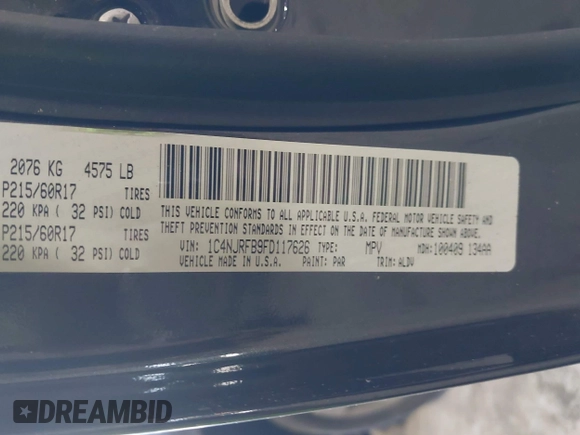 2076 KG 4575 LB
P215/60R17 TIRES
220 KPA ( 32 PSI) COLD
P215/60R17 TIRES
220 KPA ( 32 PSI) COLD
THIS VEHICLE CONFORMS TO ALL APPLICABLE U.S.A. FEDERAL MOTOR VEHICLE SAFETY AND
THEFT PREVENTION STANDARDS IN EFFECT ON THE DATE OF MANUFACTURE SHOWN ABOVE.
VIN: 1C4NJRFB9FD117626 TYPE: MPV MDH: 100409 134AA
VEHICLE MADE IN U.S.A. PAINT: PAR TRIM: ALDV
DREAMBID